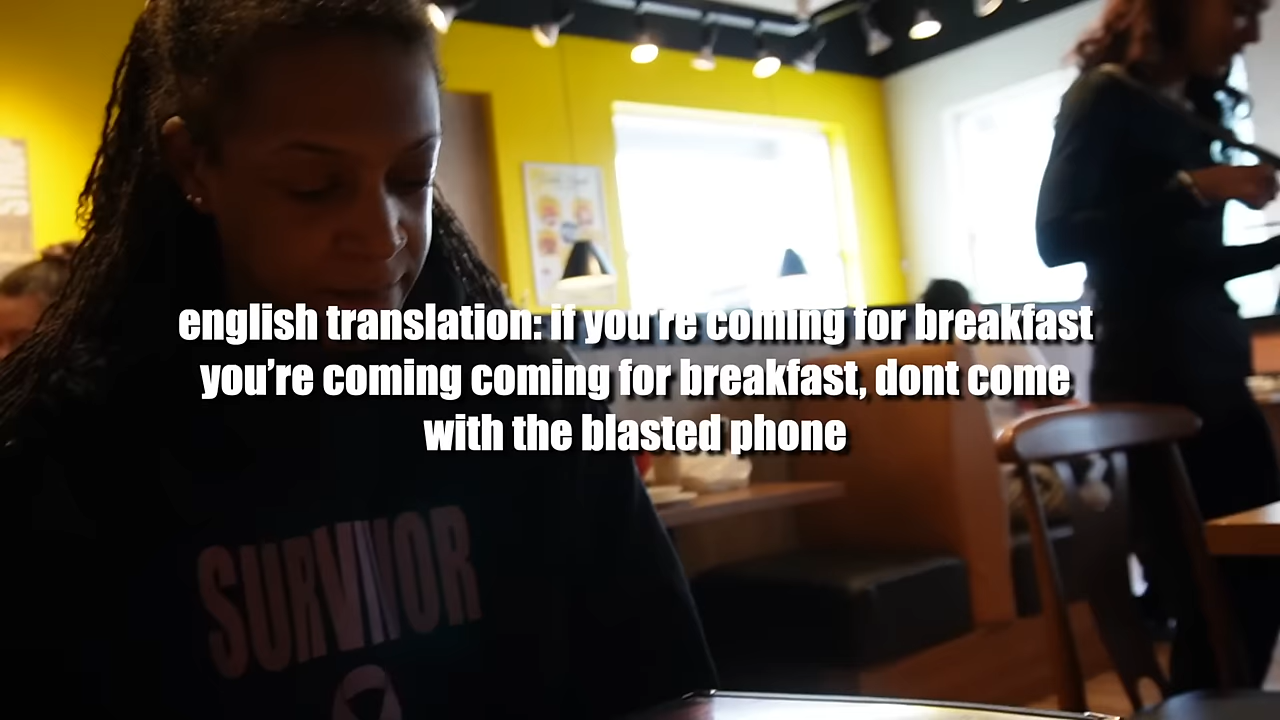 english translation: if you're coming for breakfast
you're coming coming for breakfast, dont come
with the blasted phone
SURVIVOR